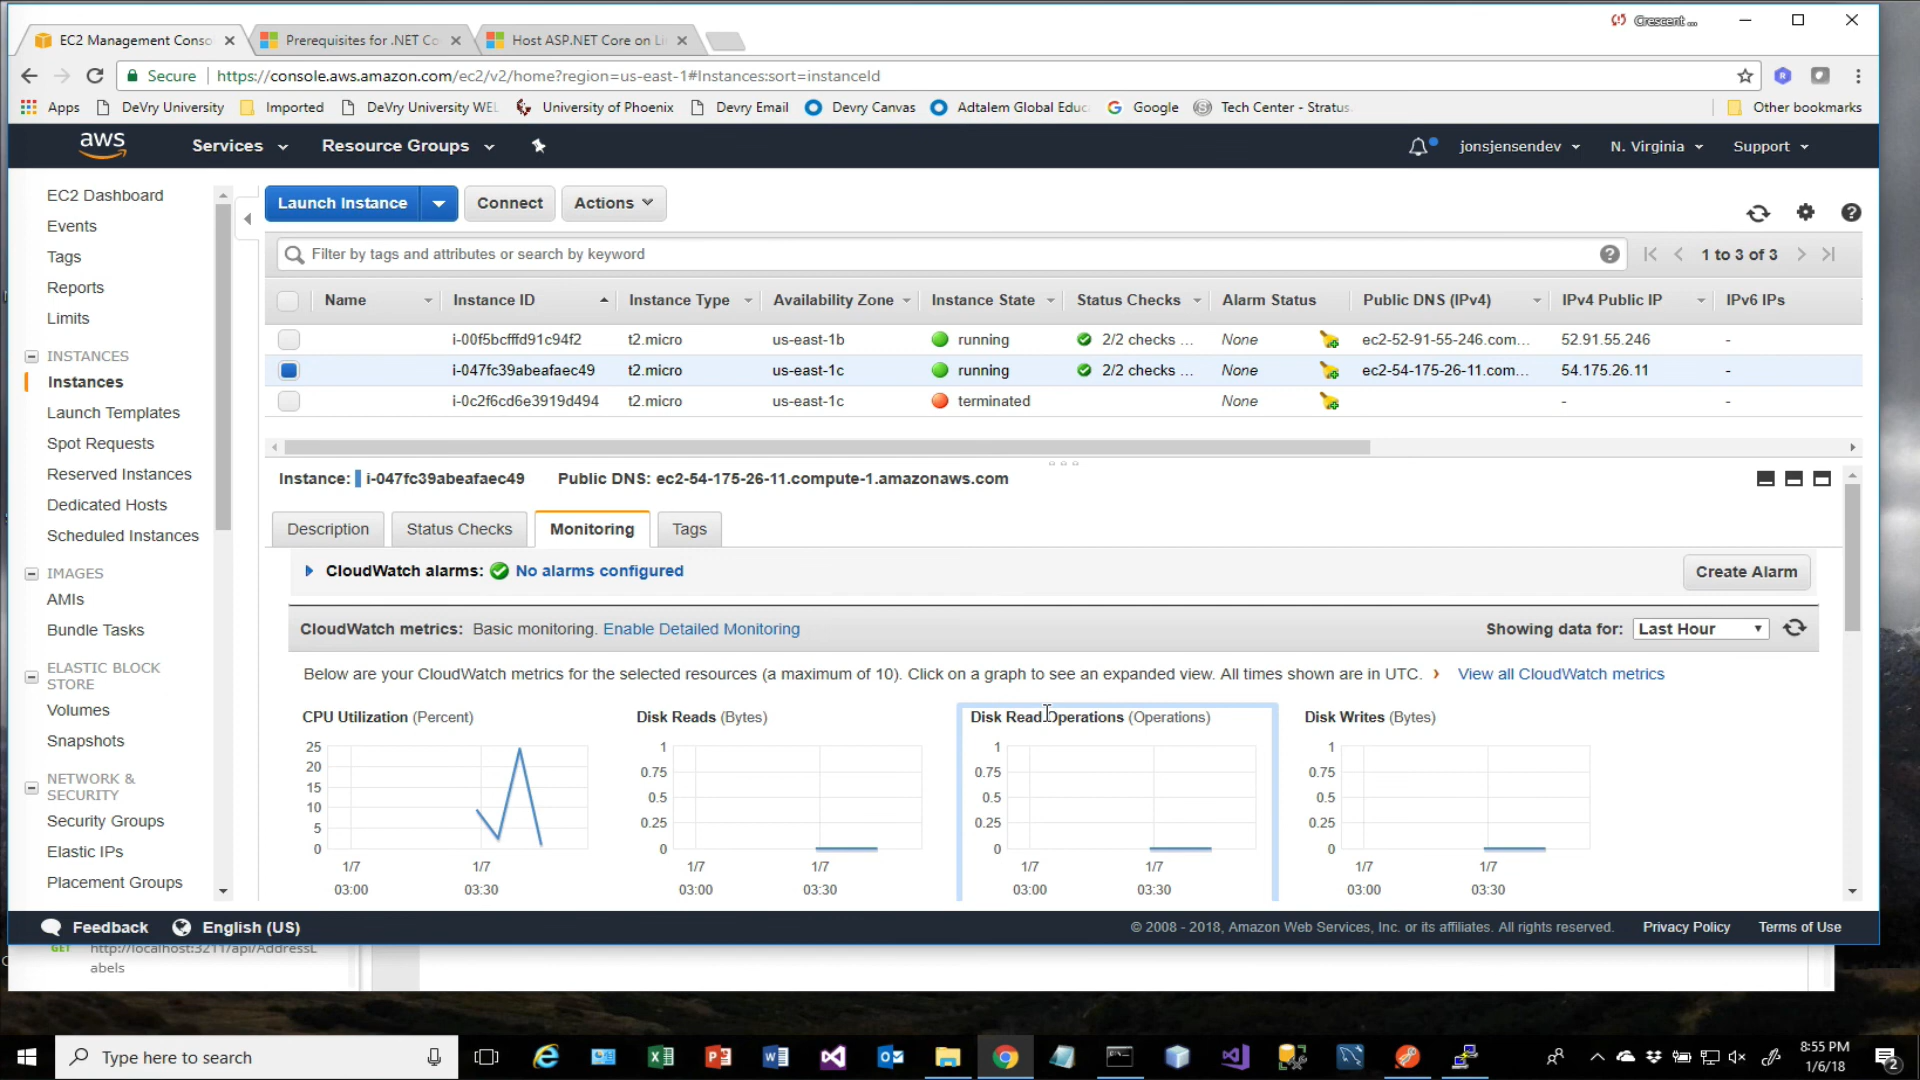 Crescent ...
EC2 Management Conso
Prerequisites for .NET Co
Host ASP.NET Core on Li
Secure
https://console.aws.amazon.com/ec2/v2/home?region=us-east-1#Instances:sort=instanceId
Apps
DeVry University
Imported
DeVry University WEL
University of Phoenix
Devry Email
Devry Canvas
Adtalem Global Educ
Google
Tech Center - Stratus
Other bookmarks
aws
Services
Resource Groups
jonsjensendev
N. Virginia
Support
EC2 Dashboard
Events
Tags
Reports
Limits
INSTANCES
Instances
Launch Templates
Spot Requests
Reserved Instances
Dedicated Hosts
Scheduled Instances
IMAGES
AMIs
Bundle Tasks
ELASTIC BLOCK
STORE
Volumes
Snapshots
NETWORK &
SECURITY
Security Groups
Elastic IPs
Placement Groups
Launch Instance
Connect
Actions
Filter by tags and attributes or search by keyword
1 to 3 of 3
Name Instance ID Instance Type Availability Zone Instance State Status Checks Alarm Status Public DNS (IPv4) IPv4 Public IP IPv6 IPs
i-00f5bcfffd91c94f2 t2.micro us-east-1b running 2/2 checks ... None ec2-52-91-55-246.com... 52.91.55.246 -
i-047fc39abeafaec49 t2.micro us-east-1c running 2/2 checks ... None ec2-54-175-26-11.com... 54.175.26.11 -
i-0c2f6cd6e3919d494 t2.micro us-east-1c terminated None - -
Instance: i-047fc39abeafaec49 Public DNS: ec2-54-175-26-11.compute-1.amazonaws.com
Description
Status Checks
Monitoring
Tags
CloudWatch alarms: No alarms configured
Create Alarm
CloudWatch metrics: Basic monitoring. Enable Detailed Monitoring
Showing data for: Last Hour
Below are your CloudWatch metrics for the selected resources (a maximum of 10). Click on a graph to see an expanded view. All times shown are in UTC. View all CloudWatch metrics
CPU Utilization (Percent)
25
20
15
10
5
0
1/7 1/7
03:00 03:30
Disk Reads (Bytes)
1
0.75
0.5
0.25
0
1/7 1/7
03:00 03:30
Disk Read Operations (Operations)
1
0.75
0.5
0.25
0
1/7 1/7
03:00 03:30
Disk Writes (Bytes)
1
0.75
0.5
0.25
0
1/7 1/7
03:00 03:30
Feedback
English (US)
© 2008 - 2018, Amazon Web Services, Inc. or its affiliates. All rights reserved.
Privacy Policy
Terms of Use
GET http://localhost:3211/api/AddressL
abels
Type here to search
8:55 PM
1/6/18
2